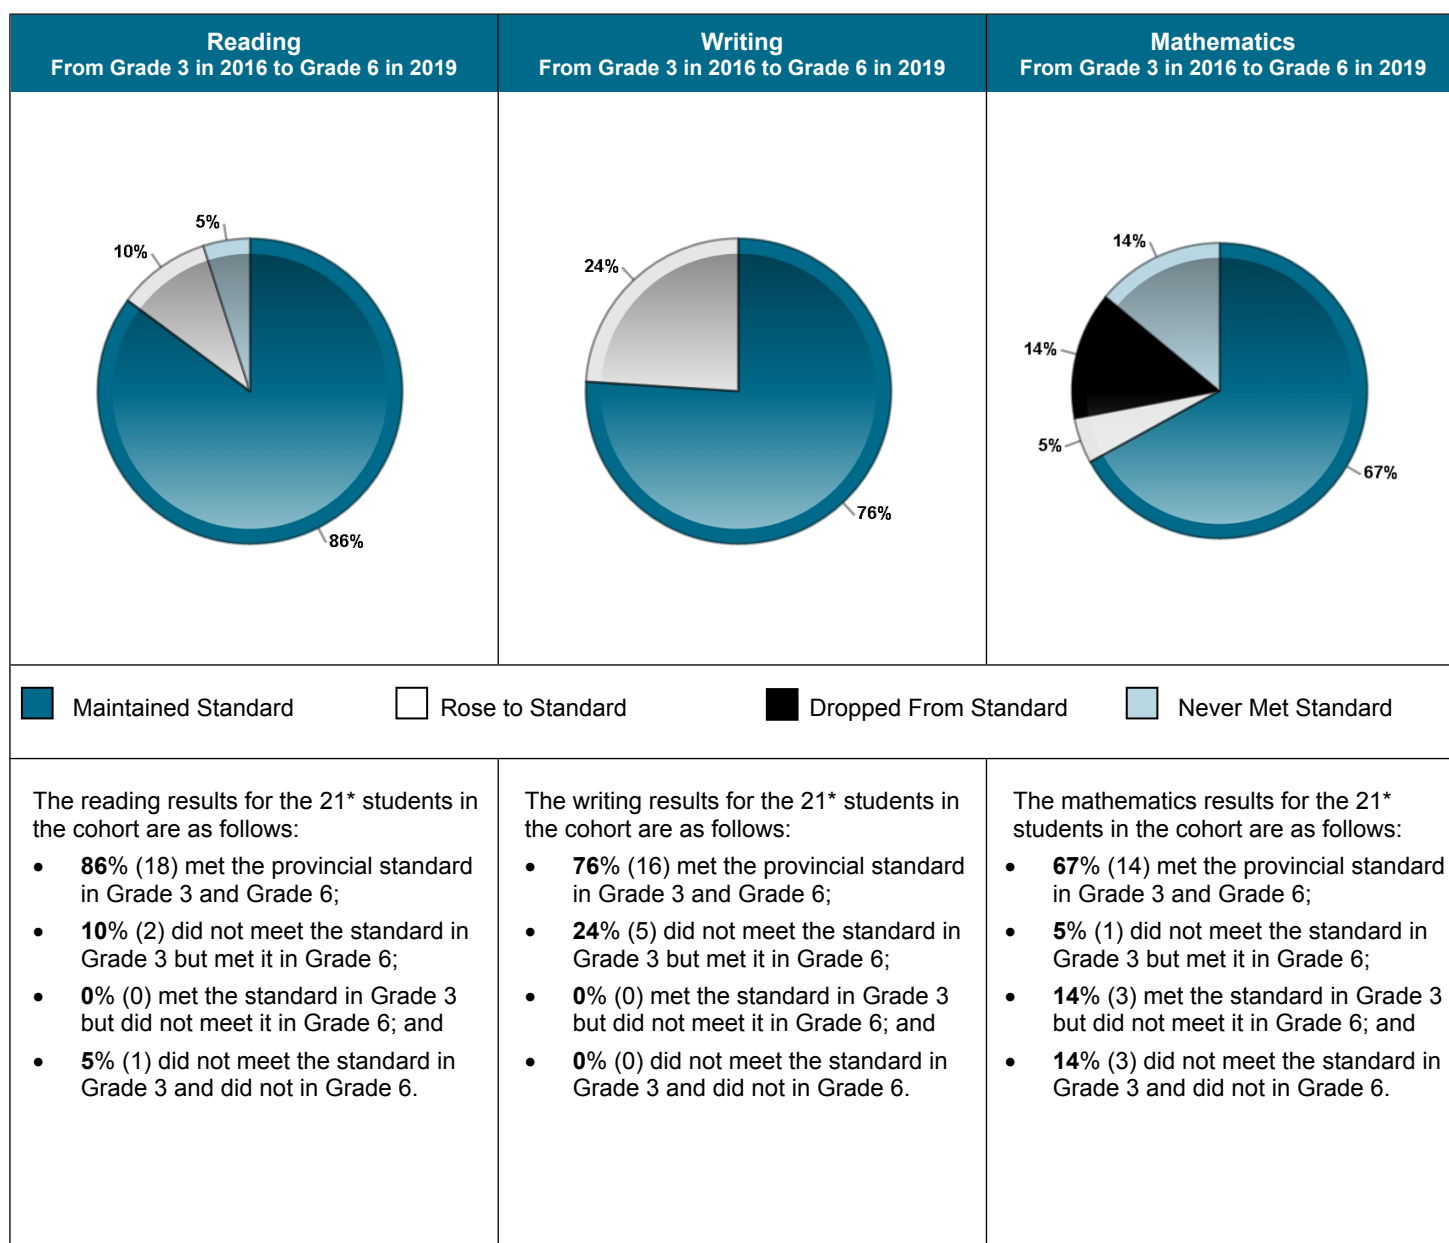 Reading
From Grade 3 in 2016 to Grade 6 in 2019
Writing
From Grade 3 in 2016 to Grade 6 in 2019
Mathematics
From Grade 3 in 2016 to Grade 6 in 2019
5%
10%
86%
24%
76%
14%
14%
5%
67%
Maintained Standard
Rose to Standard
Dropped From Standard
Never Met Standard
The reading results for the 21* students in
the cohort are as follows:
• 86% (18) met the provincial standard
in Grade 3 and Grade 6;
• 10% (2) did not meet the standard in
Grade 3 but met it in Grade 6;
• 0% (0) met the standard in Grade 3
but did not meet it in Grade 6; and
• 5% (1) did not meet the standard in
Grade 3 and did not in Grade 6.
The writing results for the 21* students in
the cohort are as follows:
• 76% (16) met the provincial standard
in Grade 3 and Grade 6;
• 24% (5) did not meet the standard in
Grade 3 but met it in Grade 6;
• 0% (0) met the standard in Grade 3
but did not meet it in Grade 6; and
• 0% (0) did not meet the standard in
Grade 3 and did not in Grade 6.
The mathematics results for the 21*
students in the cohort are as follows:
• 67% (14) met the provincial standard
in Grade 3 and Grade 6;
• 5% (1) did not meet the standard in
Grade 3 but met it in Grade 6;
• 14% (3) met the standard in Grade 3
but did not meet it in Grade 6; and
• 14% (3) did not meet the standard in
Grade 3 and did not in Grade 6.